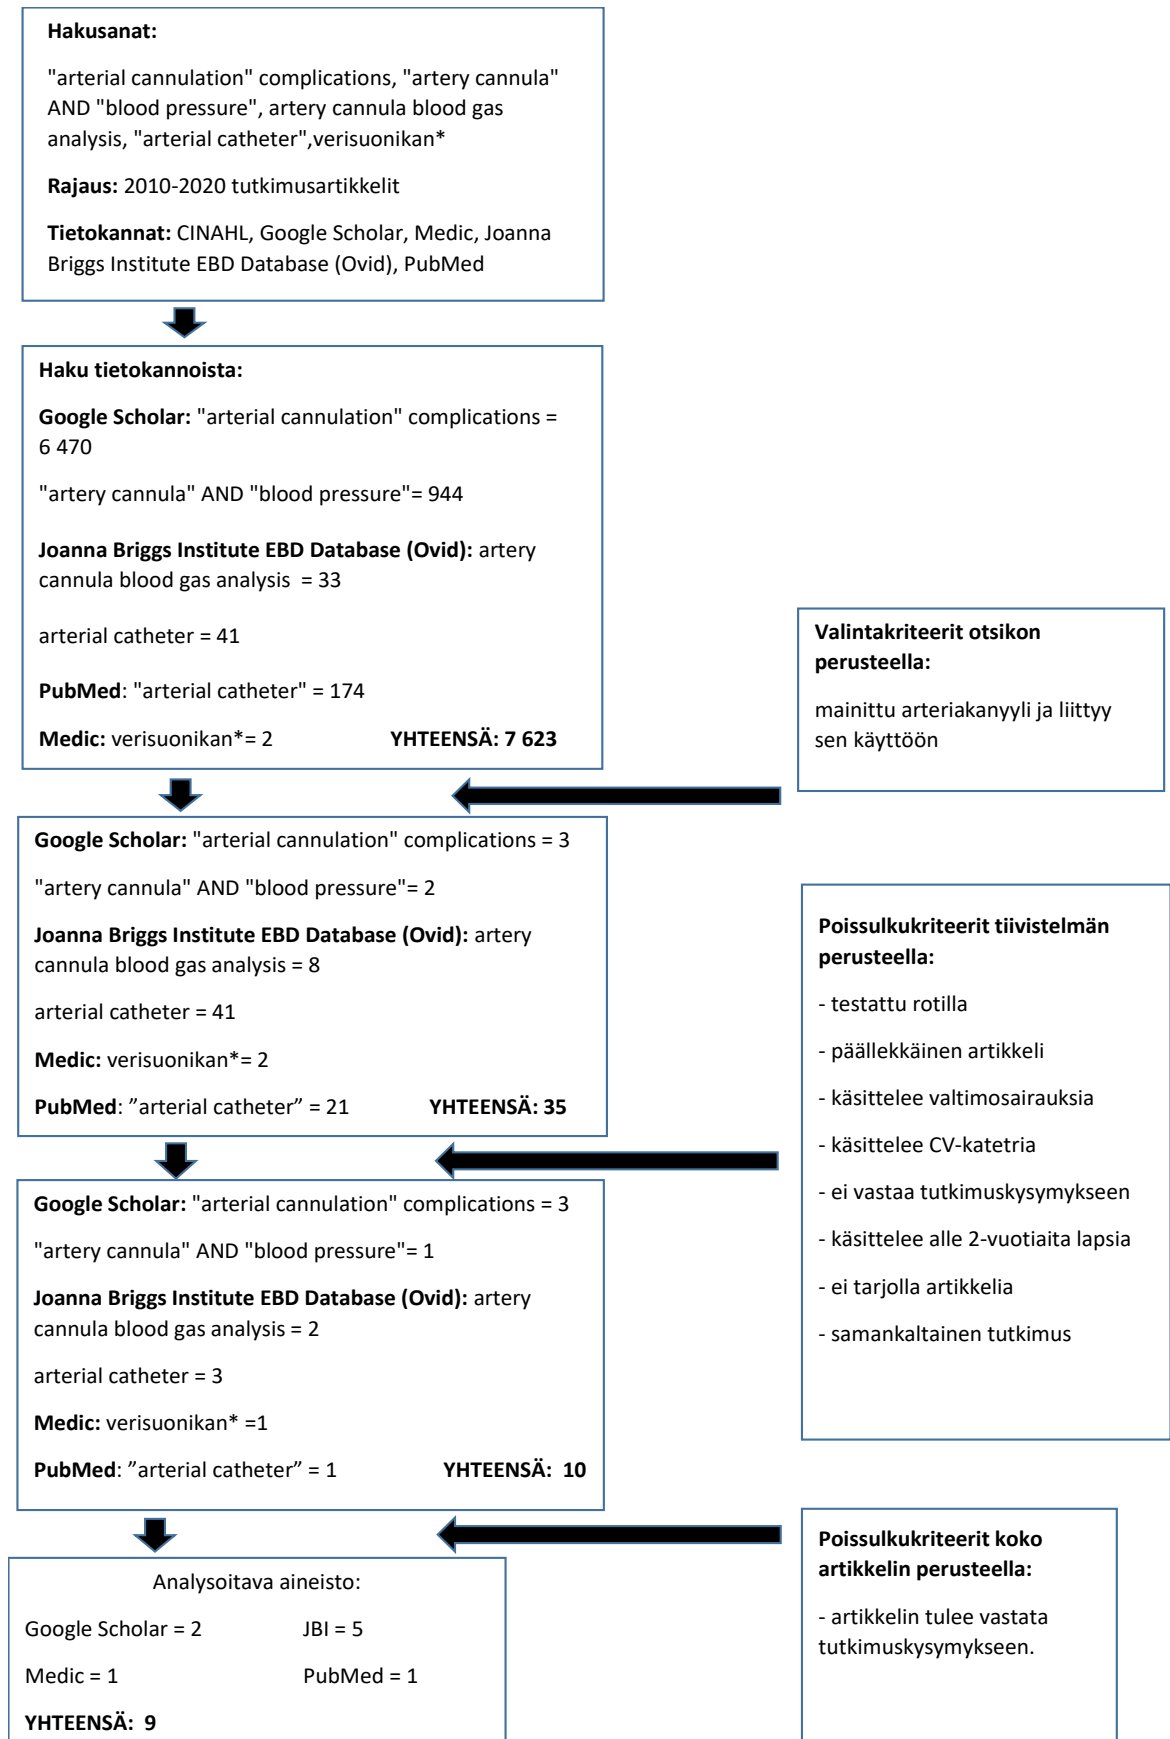 Hakusanat:
"arterial cannulation" complications, "artery cannula"
AND "blood pressure", artery cannula blood gas
analysis, "arterial catheter",verisuonikan*
Rajaus: 2010-2020 tutkimusartikkelit
Tietokannat: CINAHL, Google Scholar, Medic, Joanna
Briggs Institute EBD Database (Ovid), PubMed
Haku tietokannoista:
Google Scholar: "arterial cannulation" complications =
6 470
"artery cannula" AND "blood pressure"= 944
Joanna Briggs Institute EBD Database (Ovid): artery
cannula blood gas analysis = 33
arterial catheter = 41
PubMed: "arterial catheter" = 174
Medic: verisuonikan*= 2 YHTEENSÄ: 7 623
Valintakriteerit otsikon
perusteella:
mainittu arteriakanyyli ja liittyy
sen käyttöön
Google Scholar: "arterial cannulation" complications = 3
"artery cannula" AND "blood pressure"= 2
Joanna Briggs Institute EBD Database (Ovid): artery
cannula blood gas analysis = 8
arterial catheter = 41
Medic: verisuonikan*= 2
PubMed: ”arterial catheter” = 21 YHTEENSÄ: 35
Poissulkukriteerit tiivistelmän
perusteella:
- testattu rotilla
- päällekkäinen artikkeli
- käsittelee valtimosairauksia
- käsittelee CV-katetria
- ei vastaa tutkimuskysymykseen
- käsittelee alle 2-vuotiaita lapsia
- ei tarjolla artikkelia
- samankaltainen tutkimus
Google Scholar: "arterial cannulation" complications = 3
"artery cannula" AND "blood pressure"= 1
Joanna Briggs Institute EBD Database (Ovid): artery
cannula blood gas analysis = 2
arterial catheter = 3
Medic: verisuonikan* =1
PubMed: ”arterial catheter” = 1 YHTEENSÄ: 10
Poissulkukriteerit koko
artikkelin perusteella:
- artikkelin tulee vastata
tutkimuskysymykseen.
Analysoitava aineisto:
Google Scholar = 2 JBI = 5
Medic = 1 PubMed = 1
YHTEENSÄ: 9